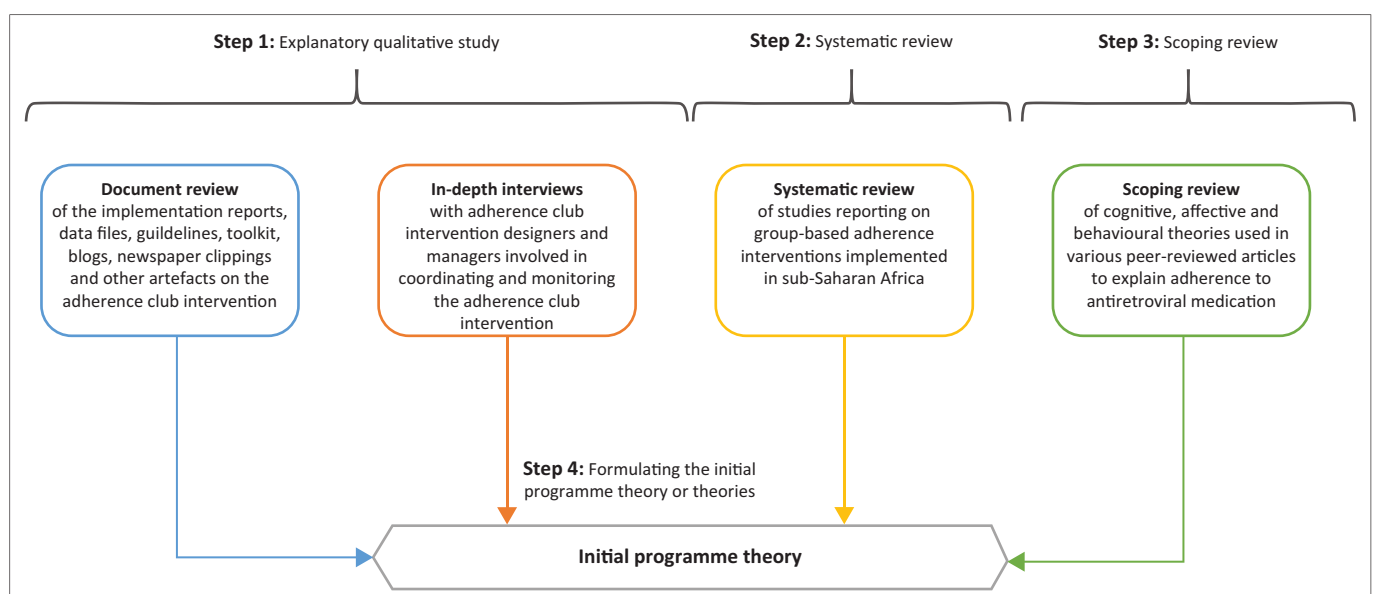 Step 1: Explanatory qualitative study
Step 2: Systematic review
Step 3: Scoping review
Document review
of the implementation reports,
data files, guildelines, toolkit,
blogs, newspaper clippings
and other artefacts on the
adherence club intervention
In-depth interviews
with adherence club
intervention designers and
managers involved in
coordinating and monitoring
the adherence club
intervention
Systematic review
of studies reporting on
group-based adherence
interventions implemented
in sub-Saharan Africa
Scoping review
of cognitive, affective and
behavioural theories used in
various peer-reviewed articles
to explain adherence to
antiretroviral medication
Step 4: Formulating the initial
programme theory or theories
Initial programme theory